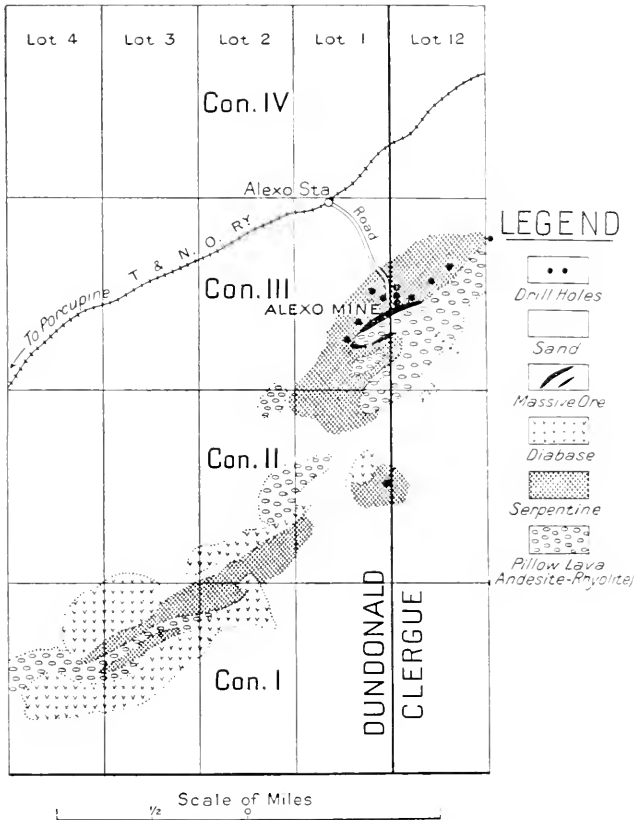 Lot 4
Lot 3
Lot 2
Lot 1
Lot 12
Con. IV
Alexo Sta
Road
T. & N. O. RY.
To Porcupine
Con. III
ALEXO MINE
Con. II
Con. I
DUNDONALD
CLERGUE
LEGEND
Drill Holes
Sand
Massive Ore
Diabase
Serpentine
Pillow Lava
Andesite-Rhyolite)
Scale of Miles
1/2
0